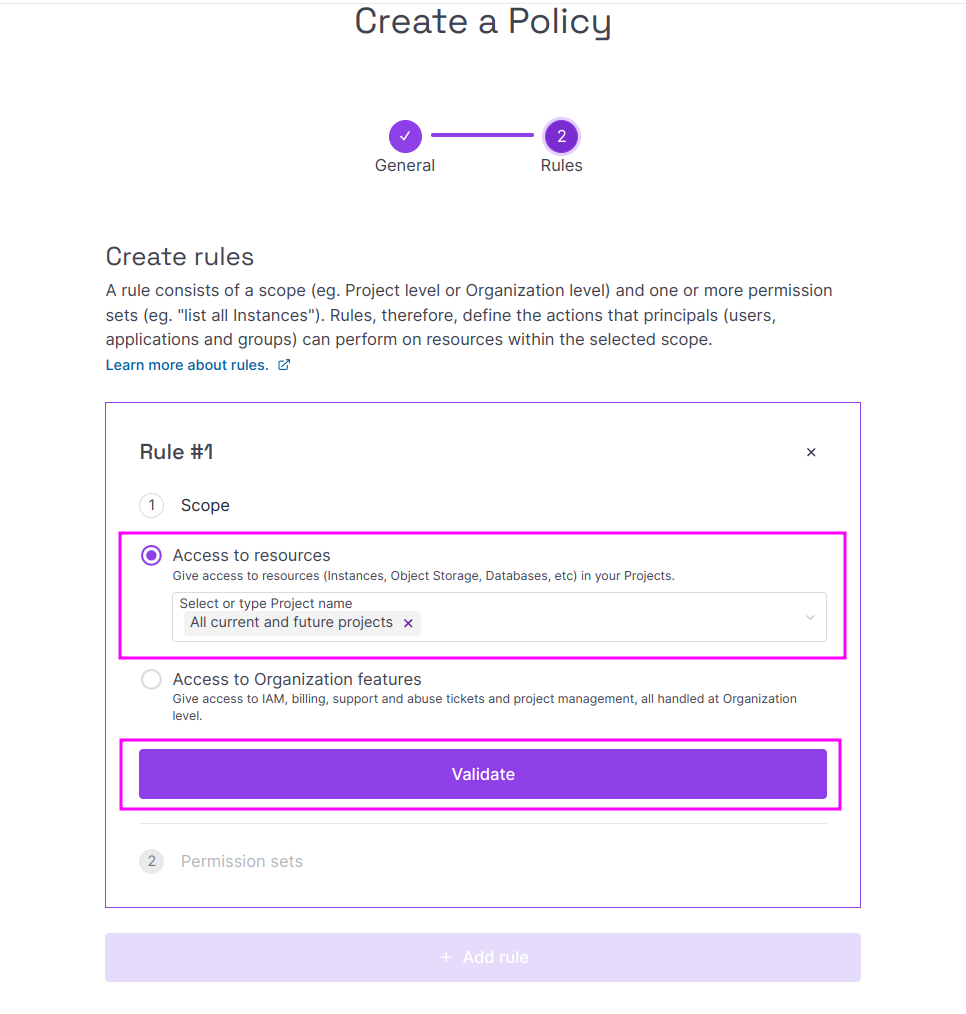 Create a Policy
2
General
Rules
Create rules
A rule consists of a scope (eg. Project level or Organization level) and one or more permission
sets (eg. "list all Instances"). Rules, therefore, define the actions that principals (users,
applications and groups) can perform on resources within the selected scope.
Learn more about rules.
Rule #1
1 Scope
Access to resources
Give access to resources (Instances, Object Storage, Databases, etc) in your Projects.
Select or type Project name
All current and future projects
Access to Organization features
Give access to IAM, billing, support and abuse tickets and project management, all handled at Organization
level.
Validate
2 Permission sets
+ Add rule